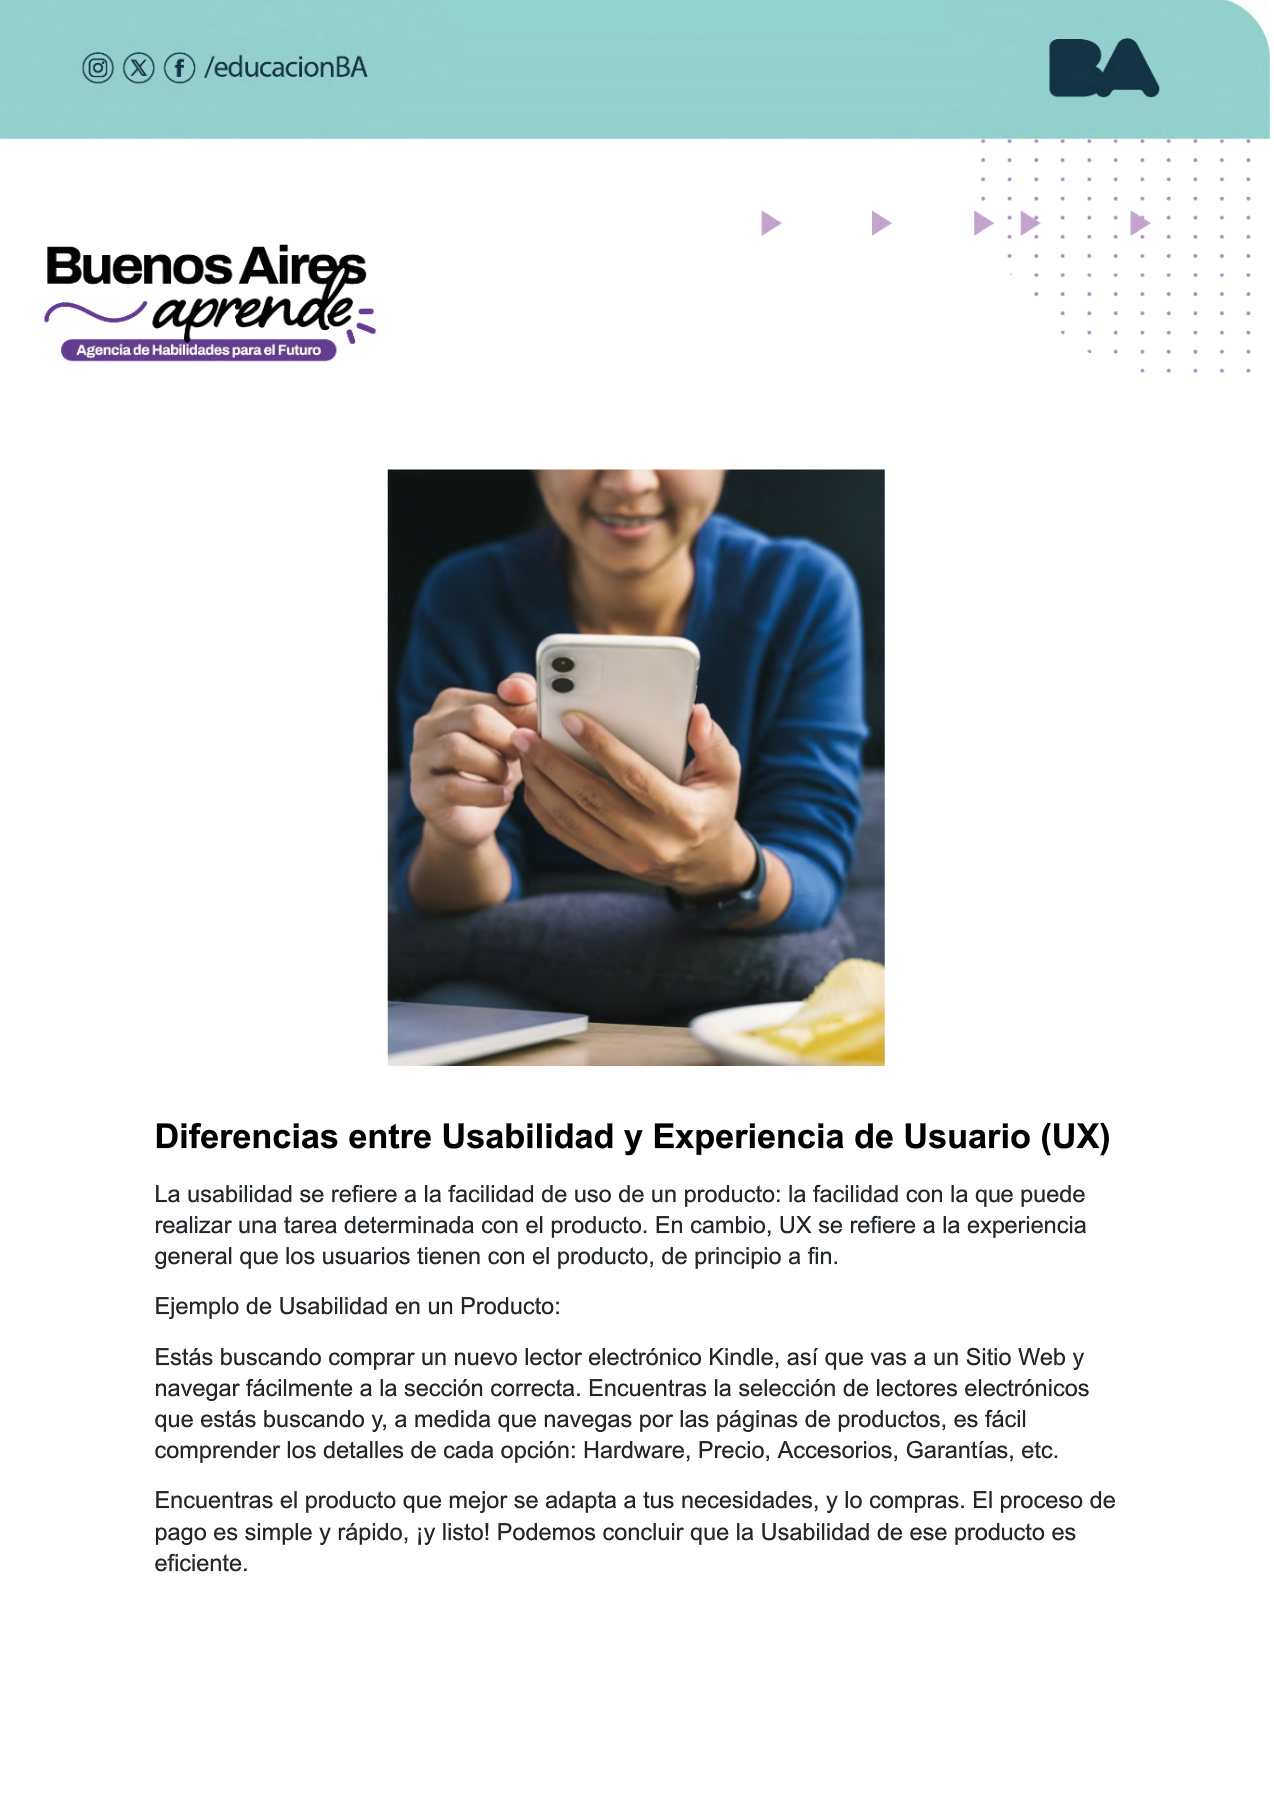 /educacionBA
BA
Buenos Aires
aprende
Agencia de Habilidades para el Futuro
Diferencias entre Usabilidad y Experiencia de Usuario (UX)
La usabilidad se refiere a la facilidad de uso de un producto: la facilidad con la que puede
realizar una tarea determinada con el producto. En cambio, UX se refiere a la experiencia
general que los usuarios tienen con el producto, de principio a fin.
Ejemplo de Usabilidad en un Producto:
Estás buscando comprar un nuevo lector electrónico Kindle, así que vas a un Sitio Web y
navegar fácilmente a la sección correcta. Encuentras la selección de lectores electrónicos
que estás buscando y, a medida que navegas por las páginas de productos, es fácil
comprender los detalles de cada opción: Hardware, Precio, Accesorios, Garantías, etc.
Encuentras el producto que mejor se adapta a tus necesidades, y lo compras. El proceso de
pago es simple y rápido, ¡y listo! Podemos concluir que la Usabilidad de ese producto es
eficiente.